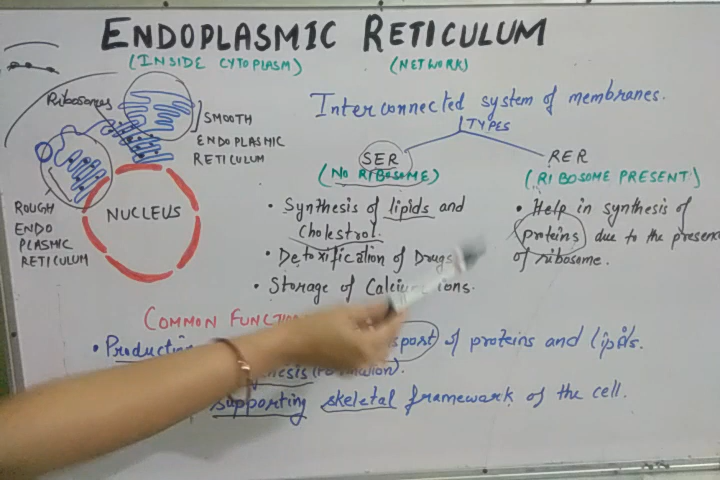 ENDOPLASMIC RETICULUM
(INSIDE CYTOPLASM) (NETWORK)
Ribosomes
SMOOTH
ENDOPLASMIC
RETICULUM
NUCLEUS
ROUGH
ENDO
PLASMIC
RETICULUM
Interconnected system of membranes.
TYPES
SER
(NO RIBOSOME)
• Synthesis of lipids and
Cholestrol.
• Detoxification of Drugs
• Storage of Calcium ions.
RER
(RIBOSOME PRESENT)
• Help in synthesis of
proteins due to the presenc
of ribosome.
COMMON FUNCTION
• Production of proteins and lipids.
supporting skeletal framework of the cell.